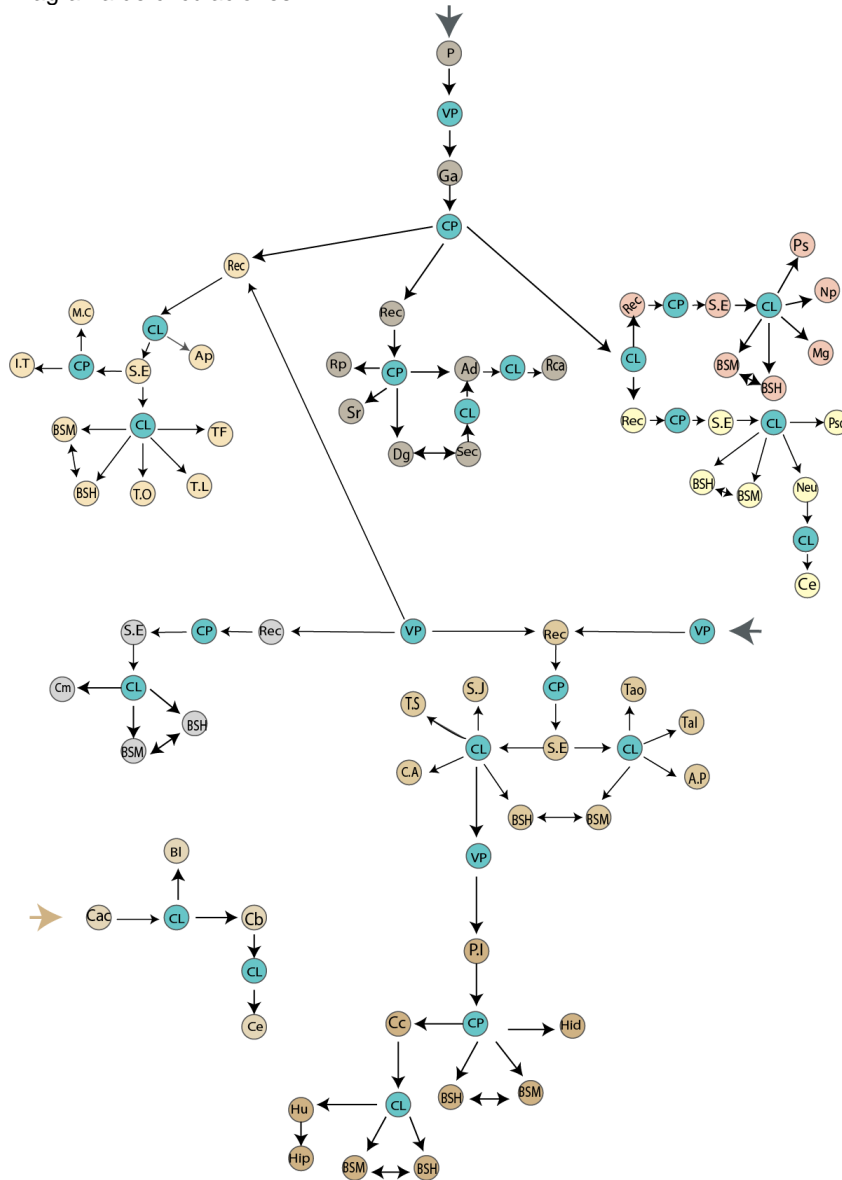 P
VP
Ga
CP
Rec
Ps
M.C
Rec
Rec
CP
S.E
CL
Np
CL
Ap
CL
Mg
I.T
CP
S.E
Rp
CP
Ad
CL
Rca
BSM
BSH
Sr
CL
BSM
CL
TF
Rec
CP
S.E
CL
Dg
Sec
BSH
T.O
T.L
BSH
BSM
Neu
CL
Ce
S.E
CP
Rec
VP
Rec
VP
Cm
CL
BSH
BSM
CP
S.J
Tao
T.S
Tal
CL
S.E
CL
C.A
A.P
BSH
BSM
VP
Bl
Cac
CL
Cb
CL
Ce
P.I
Cc
CP
Hid
BSH
BSM
Hu
CL
Hip
BSM
BSH